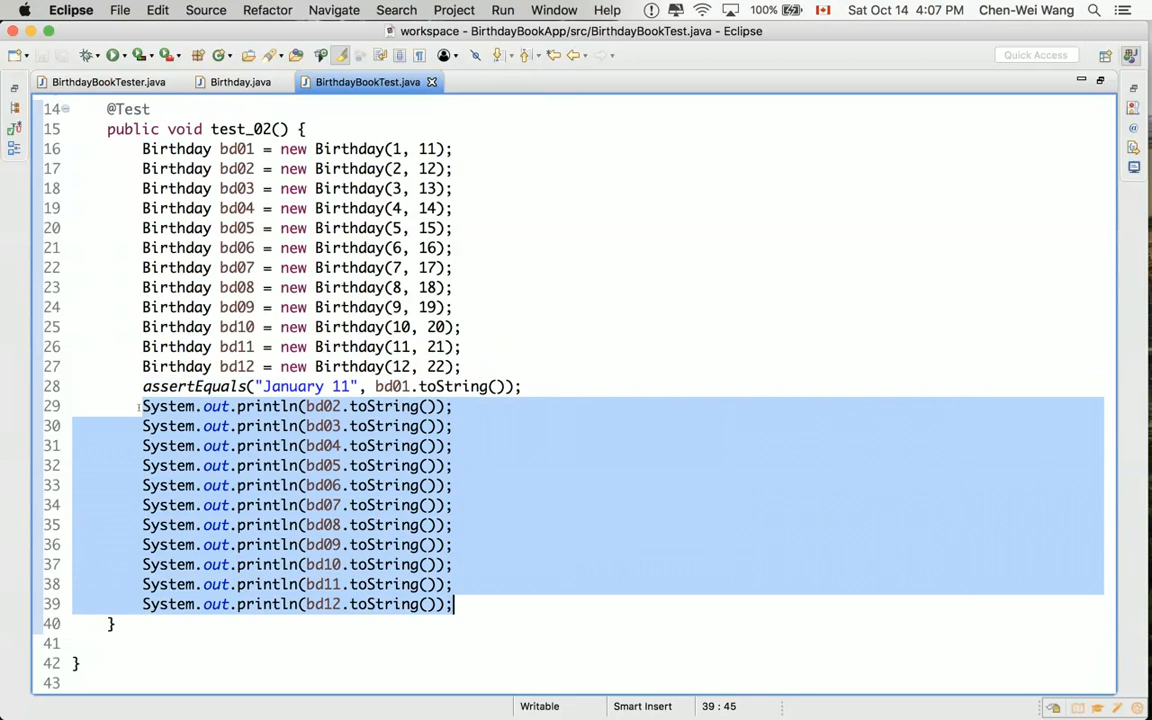 Eclipse File Edit Source Refactor Navigate Search Project Run Window Help 100% Sat Oct 14 4:07 PM Chen-Wei Wang
workspace - BirthdayBookApp/src/BirthdayBookTest.java - Eclipse
Quick Access
BirthdayBookTester.java Birthday.java BirthdayBookTest.java
14 @Test
15 public void test_02() {
16 Birthday bd01 = new Birthday(1, 11);
17 Birthday bd02 = new Birthday(2, 12);
18 Birthday bd03 = new Birthday(3, 13);
19 Birthday bd04 = new Birthday(4, 14);
20 Birthday bd05 = new Birthday(5, 15);
21 Birthday bd06 = new Birthday(6, 16);
22 Birthday bd07 = new Birthday(7, 17);
23 Birthday bd08 = new Birthday(8, 18);
24 Birthday bd09 = new Birthday(9, 19);
25 Birthday bd10 = new Birthday(10, 20);
26 Birthday bd11 = new Birthday(11, 21);
27 Birthday bd12 = new Birthday(12, 22);
28 assertEquals("January 11", bd01.toString());
29 System.out.println(bd02.toString());
30 System.out.println(bd03.toString());
31 System.out.println(bd04.toString());
32 System.out.println(bd05.toString());
33 System.out.println(bd06.toString());
34 System.out.println(bd07.toString());
35 System.out.println(bd08.toString());
36 System.out.println(bd09.toString());
37 System.out.println(bd10.toString());
38 System.out.println(bd11.toString());
39 System.out.println(bd12.toString());
40 }
41
42 }
43
Writable Smart Insert 39 : 45